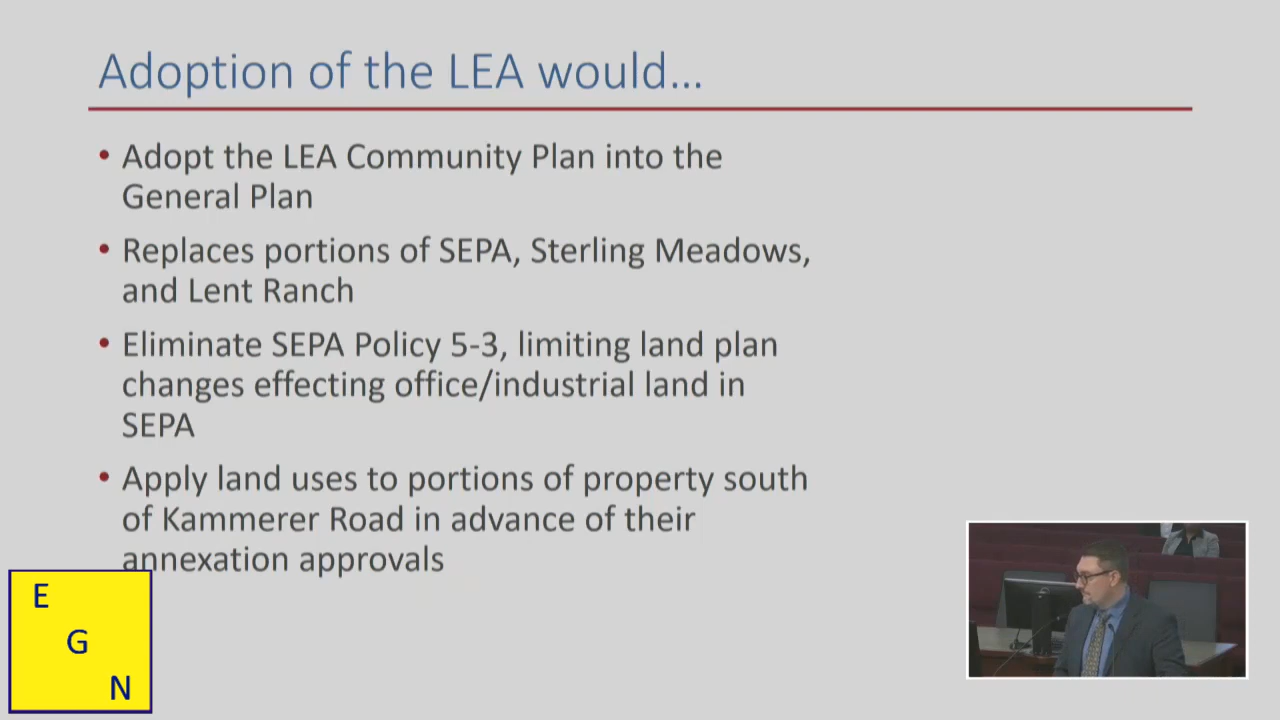 Adoption of the LEA would...
• Adopt the LEA Community Plan into the
General Plan
• Replaces portions of SEPA, Sterling Meadows,
and Lent Ranch
• Eliminate SEPA Policy 5-3, limiting land plan
changes effecting office/industrial land in
SEPA
• Apply land uses to portions of property south
of Kammerer Road in advance of their
annexation approvals
E
G
N